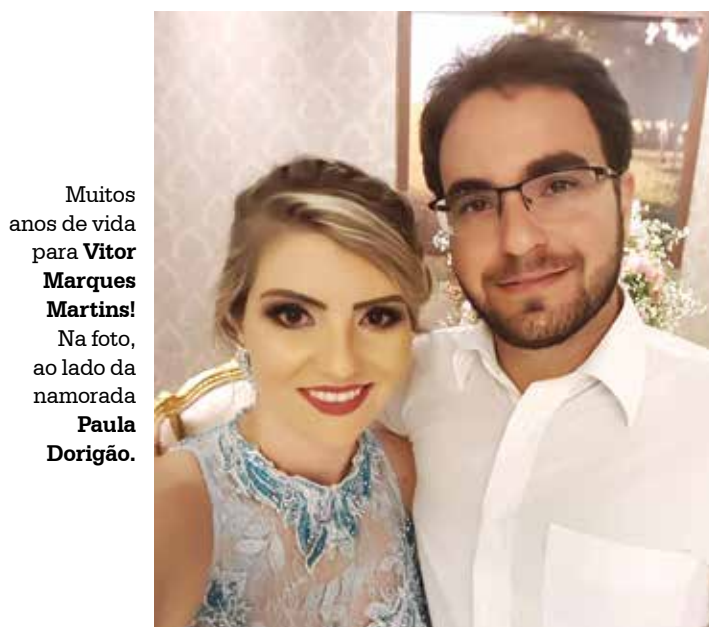 Muitos
anos de vida
para Vitor
Marques
Martins!
Na foto,
ao lado da
namorada
Paula
Dorigão.